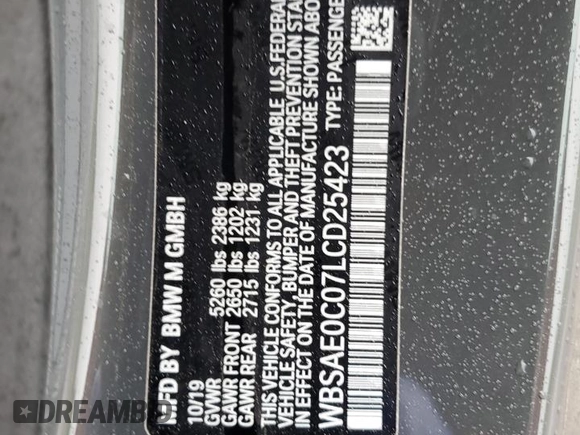 MFD BY BMW M GMBH
10/19
GVWR 5260 lbs 2386 kg
GAWR FRONT 2650 lbs 1202 kg
GAWR REAR 2715 lbs 1231 kg
THIS VEHICLE CONFORMS TO ALL APPLICABLE U.S.FEDERAL
VEHICLE SAFETY, BUMPER AND THEFT PREVENTION STA
IN EFFECT ON THE DATE OF MANUFACTURE SHOWN ABO
WBSAE0C07LCD25423 TYPE: PASSENGE
AUTOHELPERBOT.COM